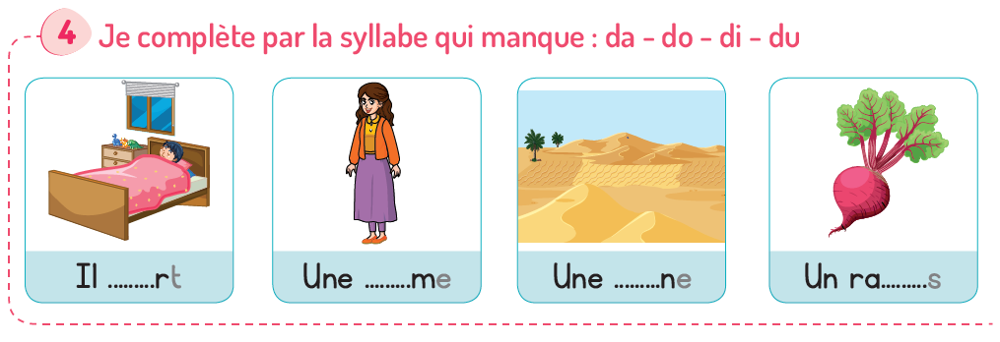 4 Je complète par la syllabe qui manque : da - do - di - du
Il .........rt
Une .........me
Une .........ne
Un ra.........s